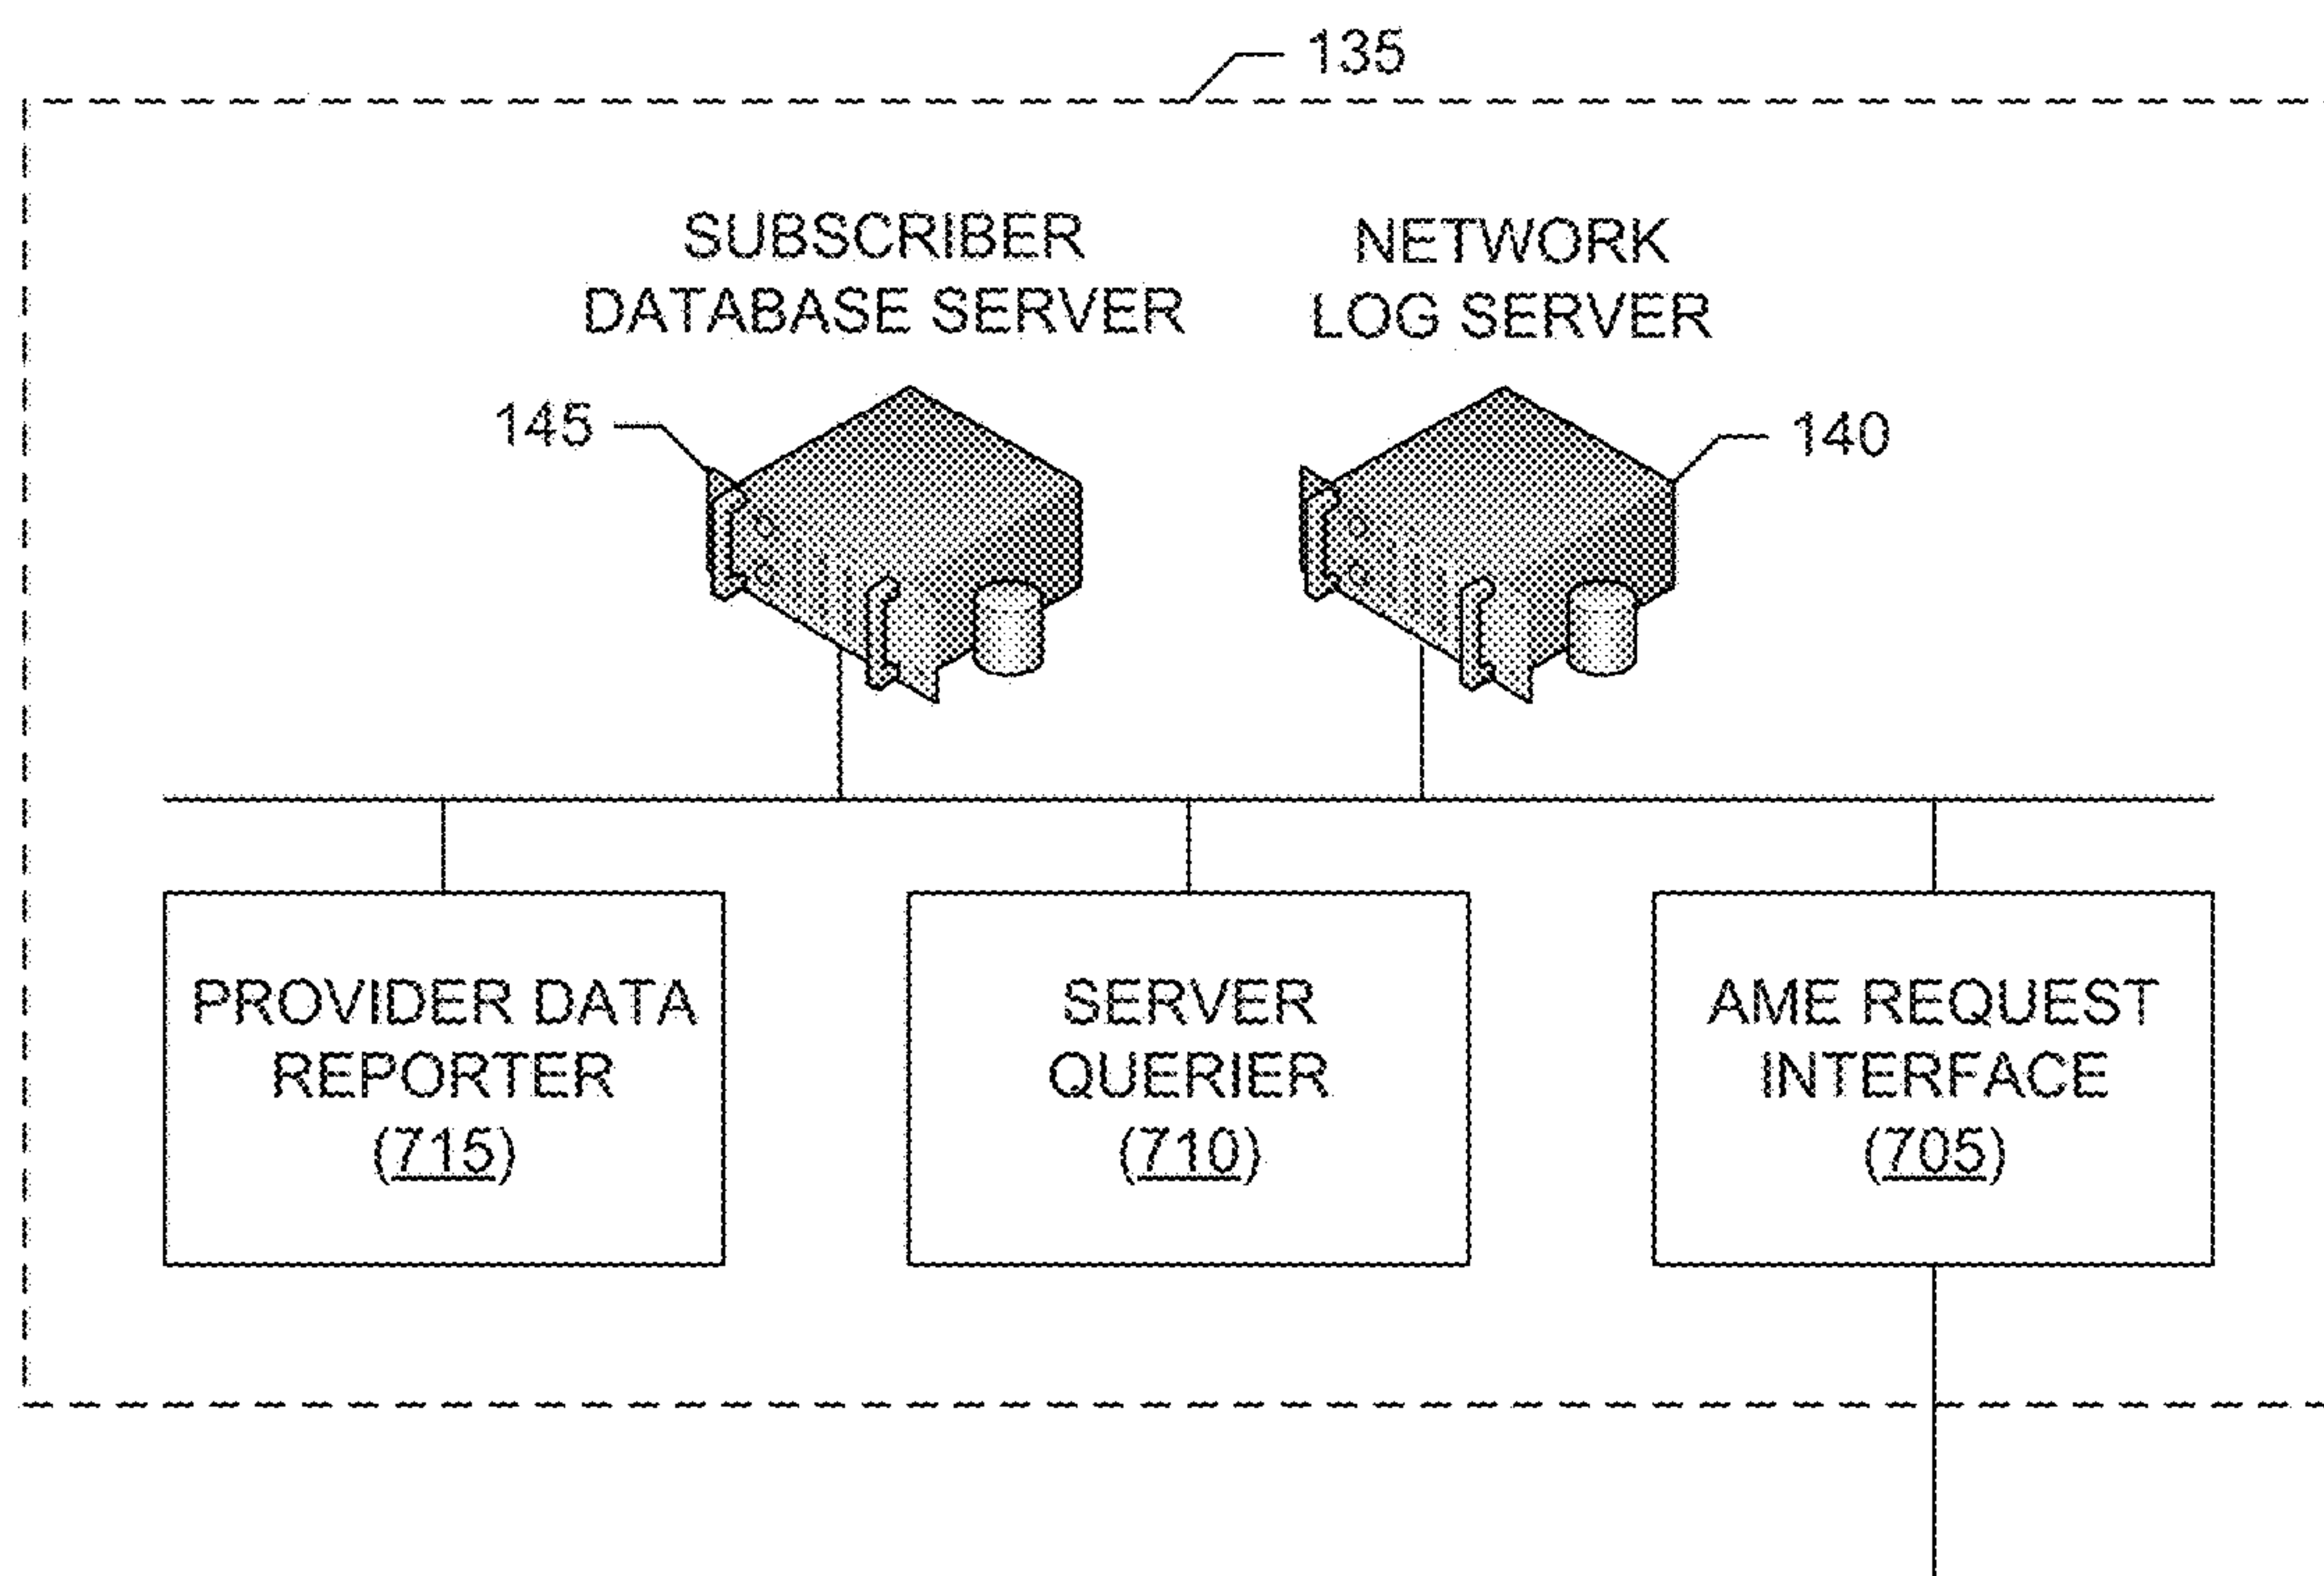 135
SUBSCRIBER
DATABASE SERVER
NETWORK
LOG SERVER
145
140
PROVIDER DATA
REPORTER
(715)
SERVER
QUERIER
(710)
AME REQUEST
INTERFACE
(705)